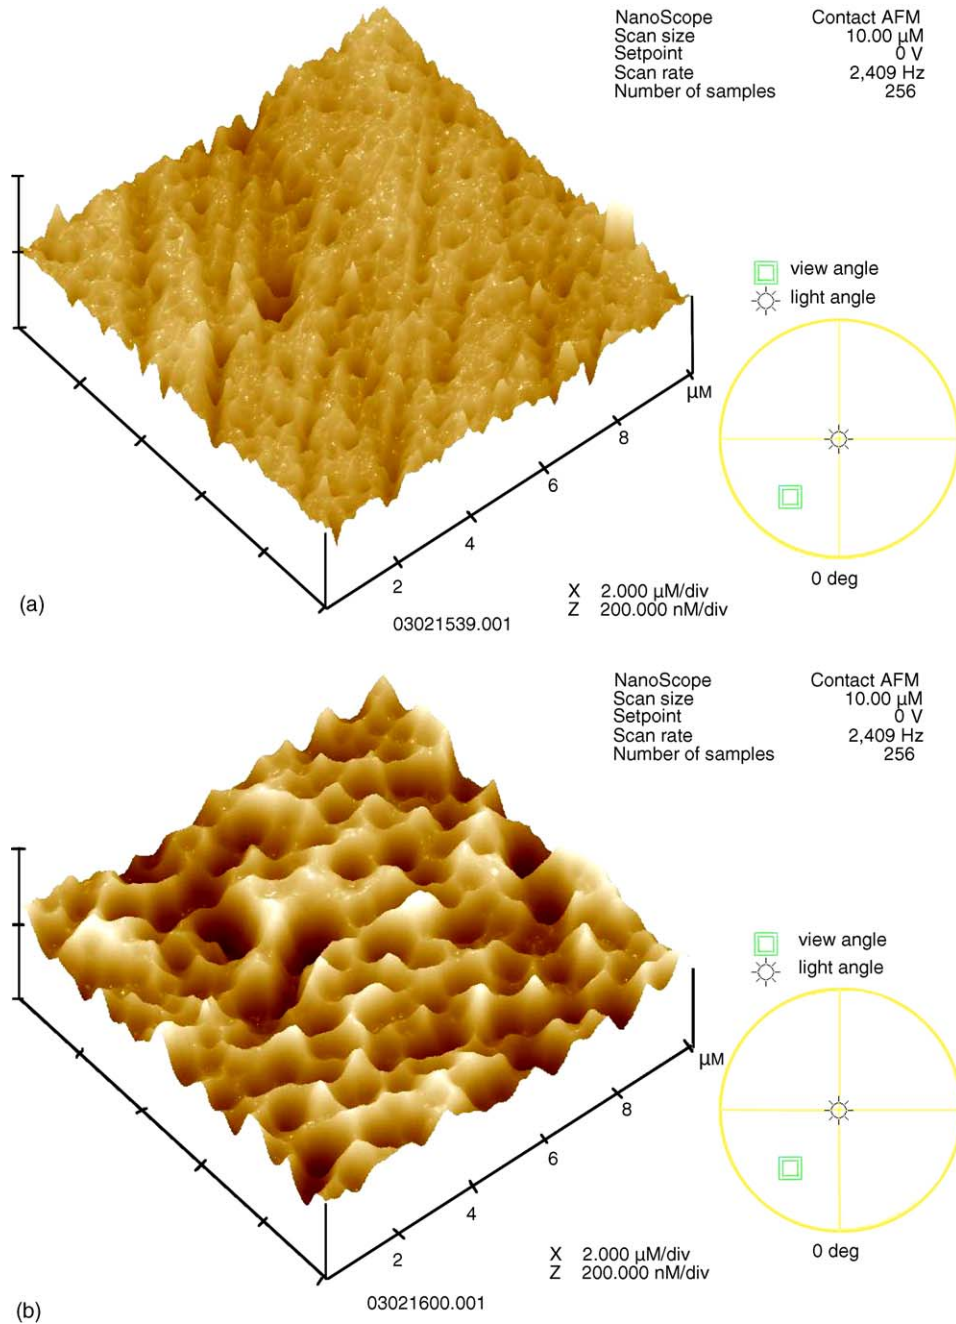 NanoScope Contact AFM
Scan size 10.00 µM
Setpoint 0 V
Scan rate 2,409 Hz
Number of samples 256
view angle
light angle
µM
8
6
4
2
0 deg
X 2.000 µM/div
Z 200.000 nM/div
(a)
03021539.001
NanoScope Contact AFM
Scan size 10.00 µM
Setpoint 0 V
Scan rate 2,409 Hz
Number of samples 256
view angle
light angle
µM
8
6
4
2
0 deg
X 2.000 µM/div
Z 200.000 nM/div
03021600.001
(b)